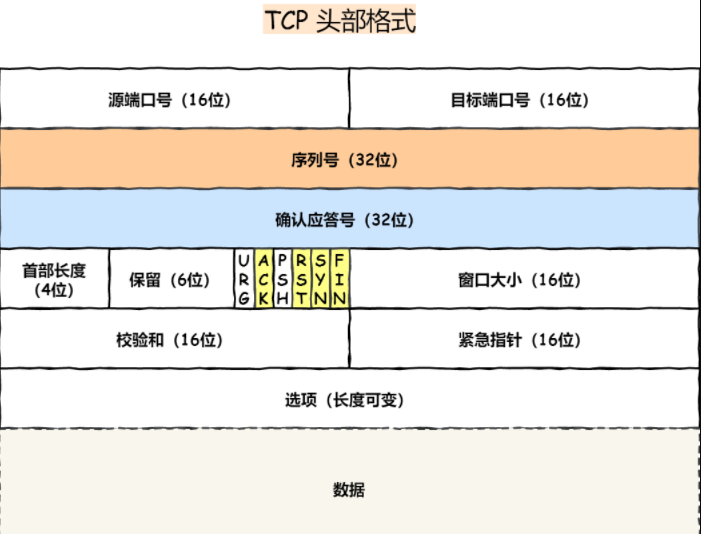 TCP 头部格式
源端口号（16位） 目标端口号（16位）
序列号（32位）
确认应答号（32位）
首部长度
（4位）
保留（6位）
URG
ACK
PSH
RST
SYN
FIN
窗口大小（16位）
校验和（16位） 紧急指针（16位）
选项（长度可变）
数据